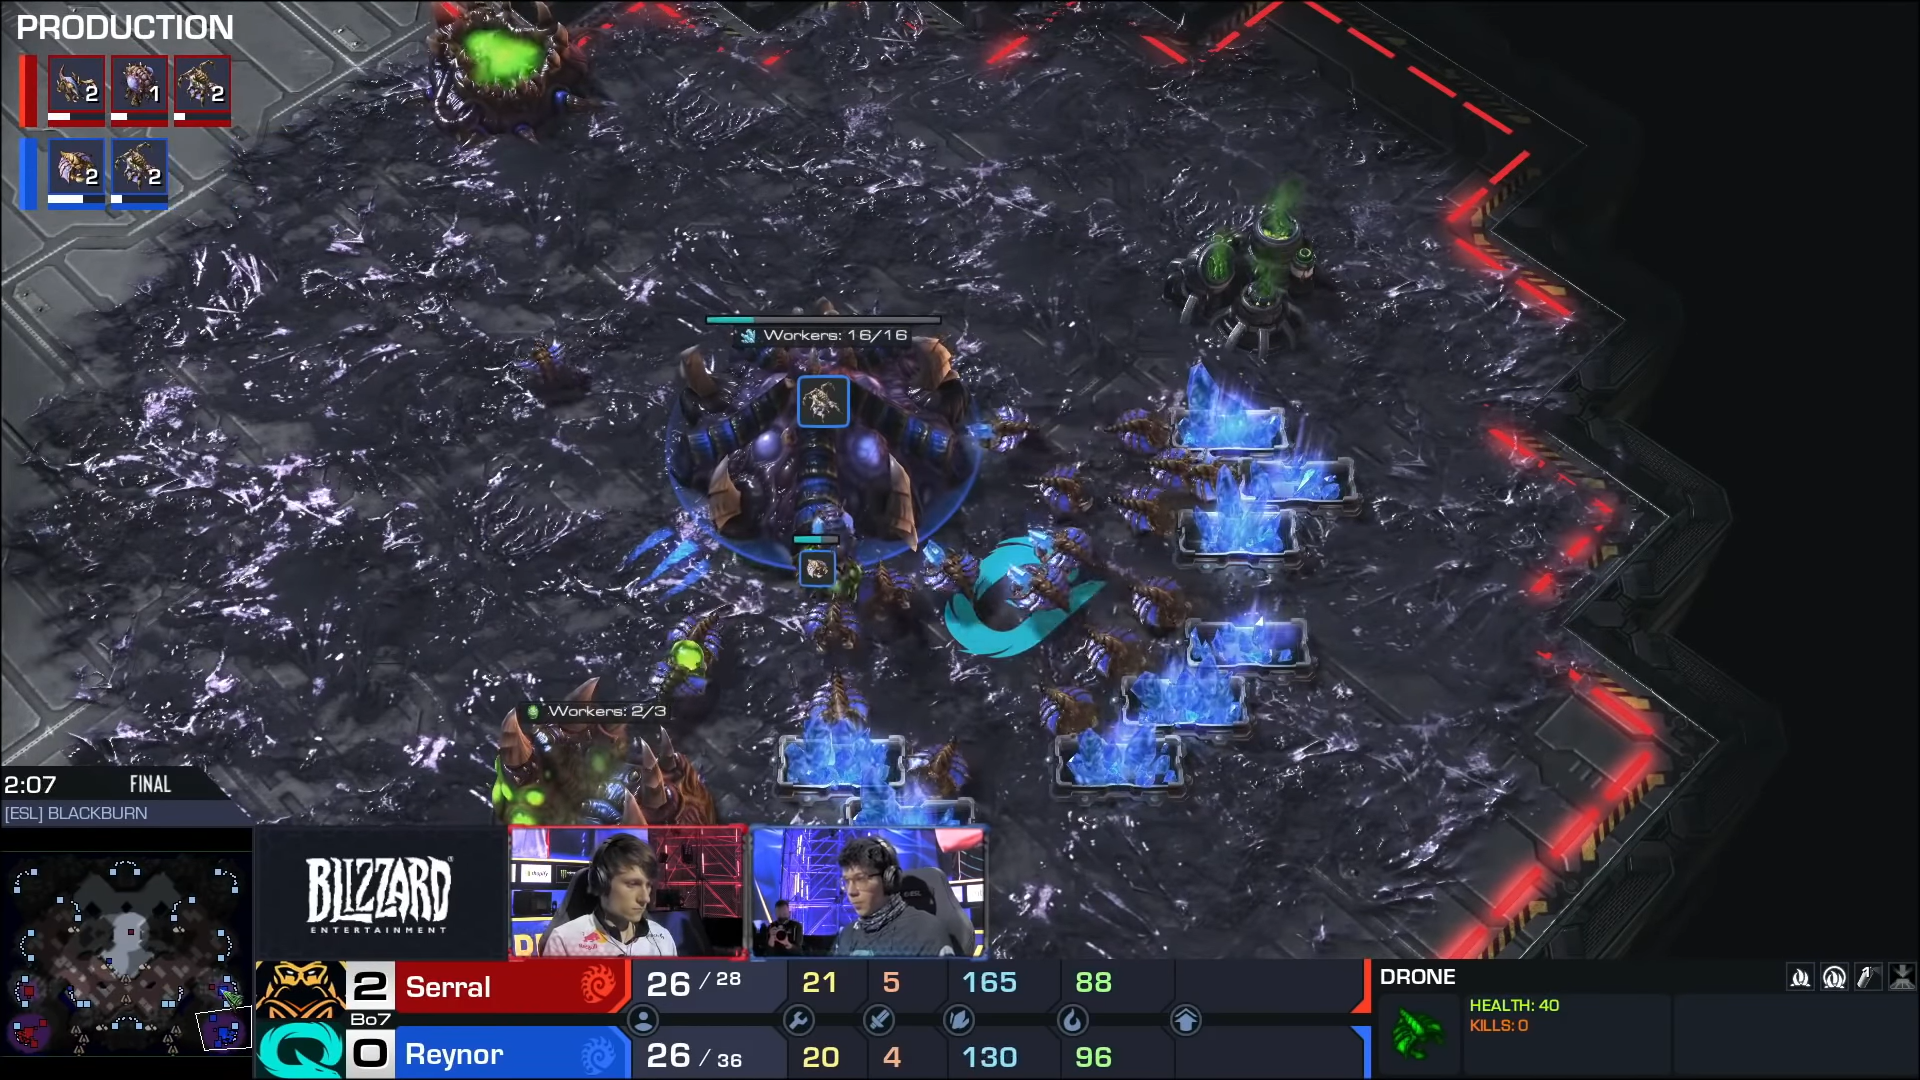 PRODUCTION
2 1 2
2 2
Workers: 16/16
Workers: 2/3
2:07 FINAL
[ESL] BLACKBURN
BLIZZARD
ENTERTAINMENT
2 Serral 26 / 28 21 5 165 88
Bo7
0 Reynor 26 / 36 20 4 130 96
DRONE
HEALTH: 40
KILLS: 0